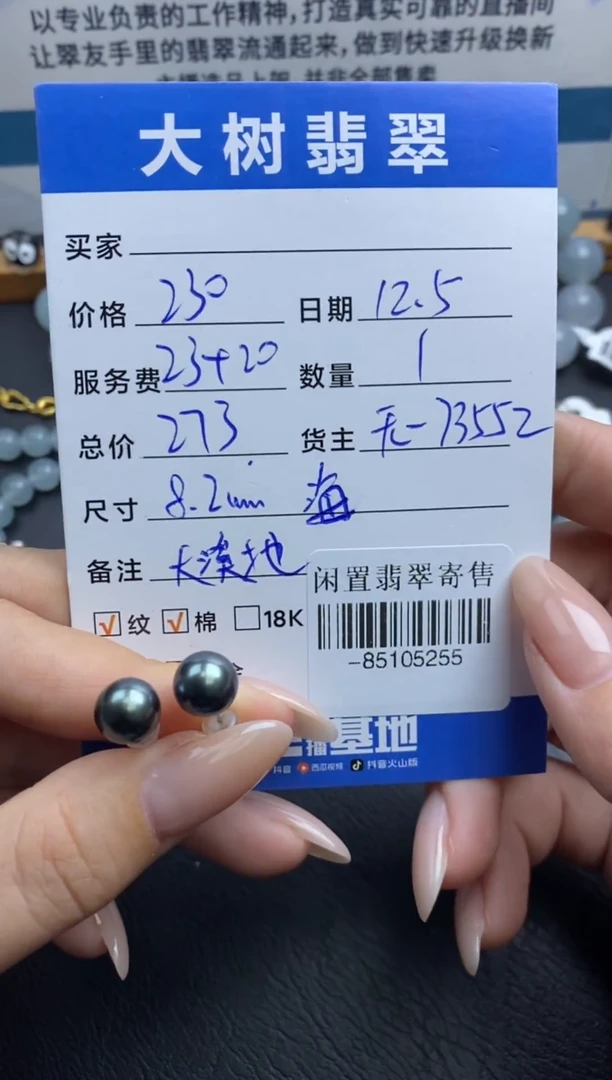 以专业负责的工作精神,打造真实可靠的直播间
让翠友手里的翡翠流通起来,做到快速升级换新
大树翡翠
买家
价格 230 日期 12.5
服务费 23+20 数量 1
总价 273 货主 无-73552
尺寸 8.2mm 海
备注 大溪地
√纹 √棉 18K
闲置翡翠寄售
-85105255
播基地
抖音 西瓜视频 抖音火山版